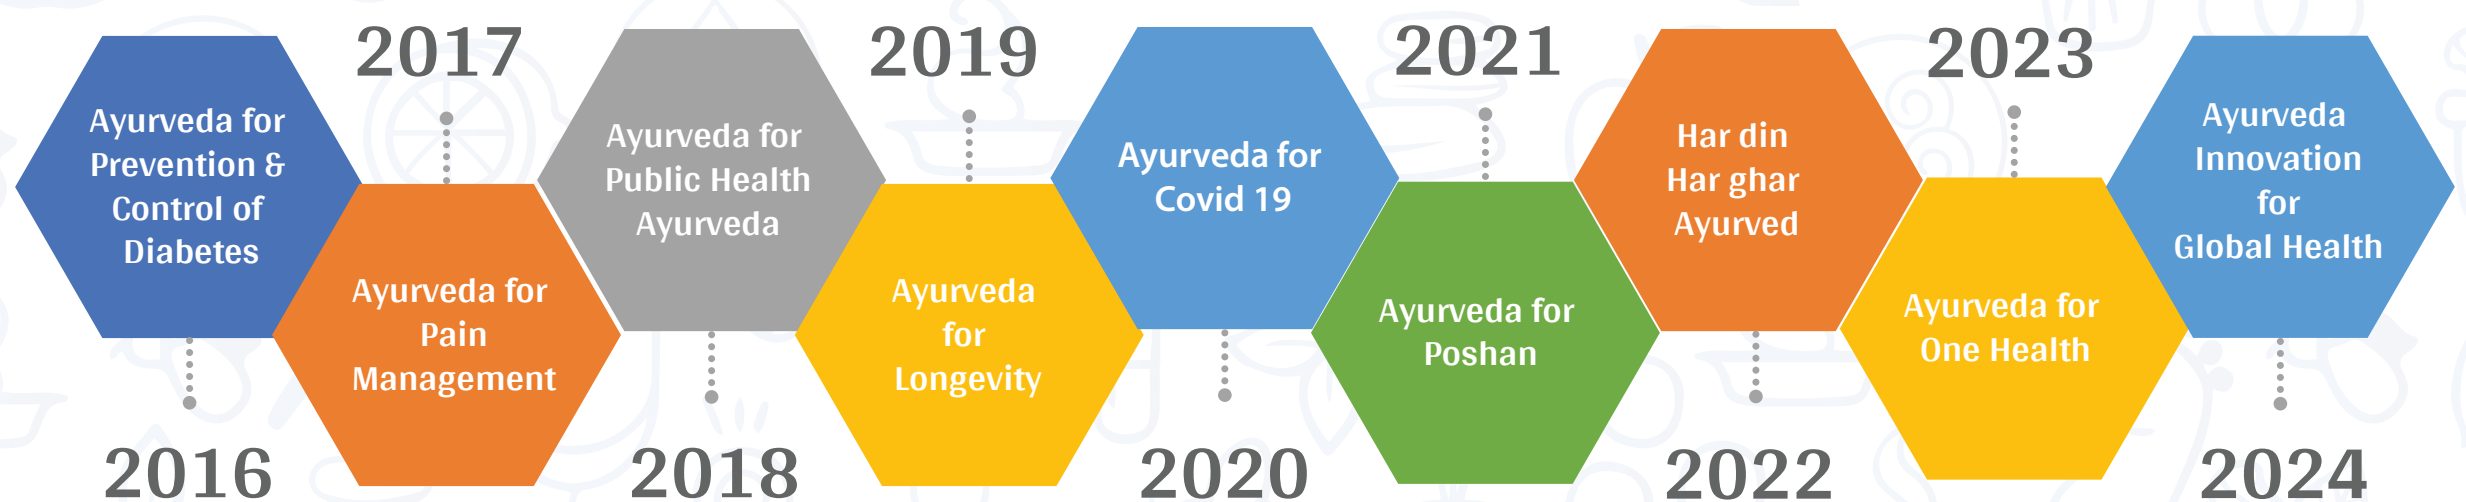 2016
Ayurveda for
Prevention &
Control of
Diabetes
2017
Ayurveda for
Pain
Management
2018
Ayurveda for
Public Health
Ayurveda
2019
Ayurveda
for
Longevity
2020
Ayurveda for
Covid 19
2021
Ayurveda for
Poshan
2022
Har din
Har ghar
Ayurved
2023
Ayurveda for
One Health
2024
Ayurveda
Innovation
for
Global Health